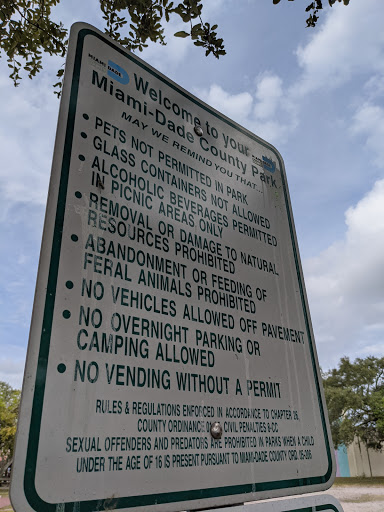 MIAMI-DADE
Welcome to your
Miami-Dade County Park
MAY WE REMIND YOU THAT...
• PETS NOT PERMITTED IN PARK
• GLASS CONTAINERS NOT ALLOWED
• ALCOHOLIC BEVERAGES PERMITTED
IN PICNIC AREAS ONLY
• REMOVAL OR DAMAGE TO NATURAL
RESOURCES PROHIBITED
• ABANDONMENT OR FEEDING OF
FERAL ANIMALS PROHIBITED
• NO VEHICLES ALLOWED OFF PAVEMENT
• NO OVERNIGHT PARKING OR
CAMPING ALLOWED
• NO VENDING WITHOUT A PERMIT
RULES & REGULATIONS ENFORCED IN ACCORDANCE TO CHAPTER 26
COUNTY ORDINANCE CIVIL PENALTIES 8-CC
SEXUAL OFFENDERS AND PREDATORS ARE PROHIBITED IN PARKS WHEN A CHILD
UNDER THE AGE OF 16 IS PRESENT PURSUANT TO MIAMI-DADE COUNTY ORD.